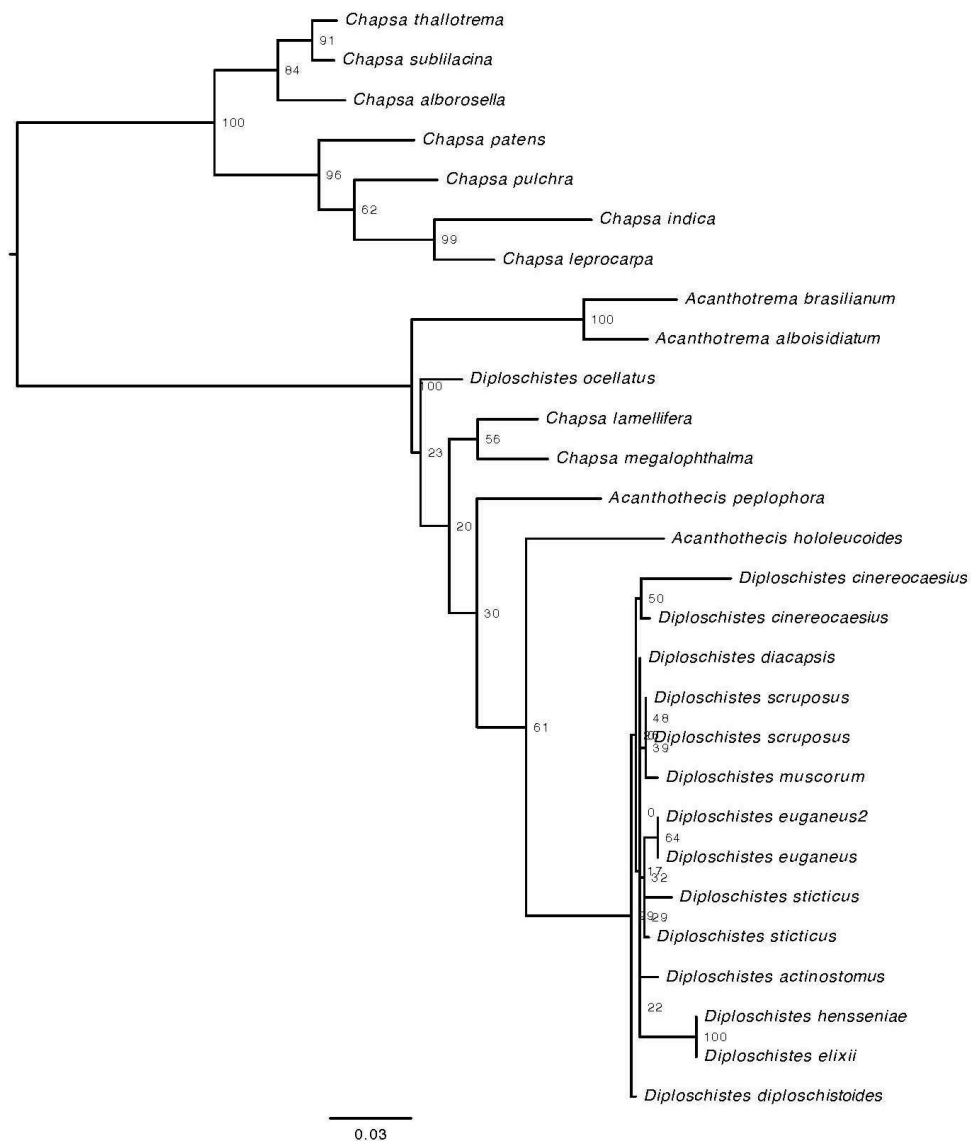 Chapsa thallotrema
91
Chapsa sublilacina
84
Chapsa alborosella
100
Chapsa patens
96
Chapsa pulchra
62
Chapsa indica
99
Chapsa leprocarpa
Acanthotrema brasilianum
100
Acanthotrema alboisidiatum
Diploschistes ocellatus
100
Chapsa lamellifera
56
23
Chapsa megalophthalma
Acanthothecis peplophora
20
Acanthothecis hololeucoides
Diploschistes cinereocaesius
50
30
Diploschistes cinereocaesius
Diploschistes diacapsis
Diploschistes scruposus
48
61
Diploschistes scruposus
39
Diploschistes muscorum
0
Diploschistes euganeus2
64
Diploschistes euganeus
17
32
Diploschistes sticticus
29
Diploschistes sticticus
Diploschistes actinostomus
22
Diploschistes hensseniae
100
Diploschistes elixii
Diploschistes diploschistoides
0.03